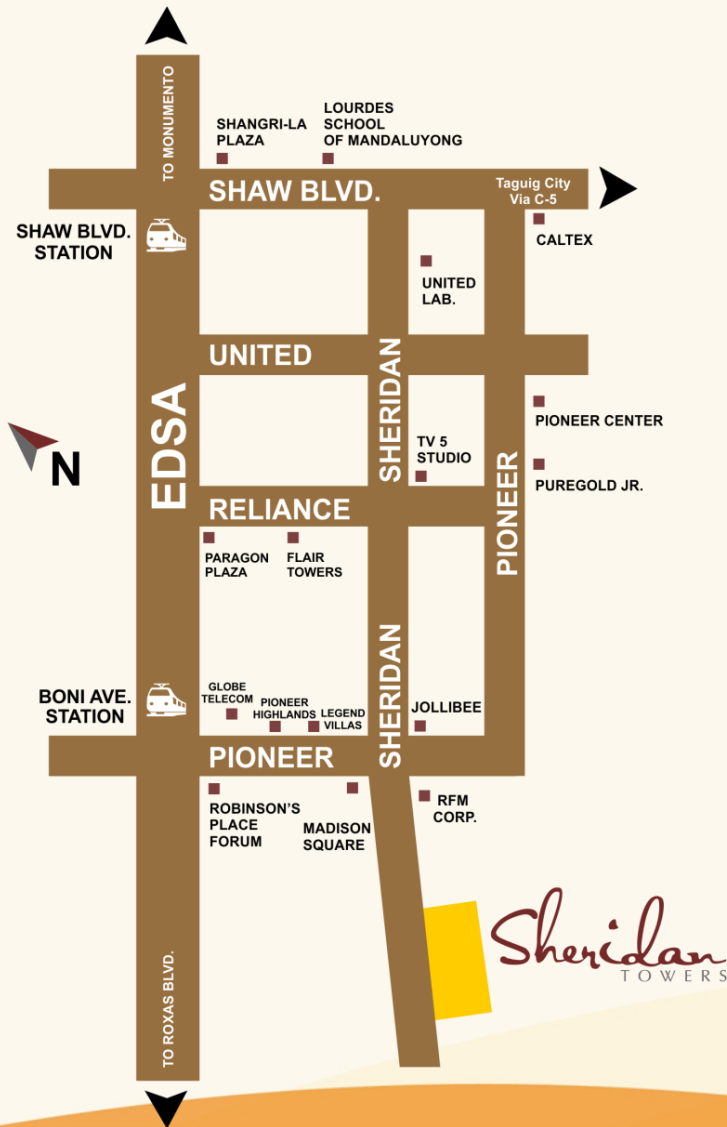 TO MONUMENTO
SHANGRI-LA
PLAZA
LOURDES
SCHOOL
OF MANDALUYONG
SHAW BLVD.
Taguig City
Via C-5
SHAW BLVD.
STATION
CALTEX
UNITED
LAB.
UNITED
SHERIDAN
EDSA
PIONEER CENTER
N
TV 5
STUDIO
PIONEER
PUREGOLD JR.
RELIANCE
PARAGON
PLAZA
FLAIR
TOWERS
SHERIDAN
BONI AVE.
STATION
GLOBE
TELECOM
PIONEER
HIGHLANDS
LEGEND
VILLAS
JOLLIBEE
PIONEER
ROBINSON'S
PLACE
FORUM
MADISON
SQUARE
RFM
CORP.
Sheridan
TOWERS
TO ROXAS BLVD.